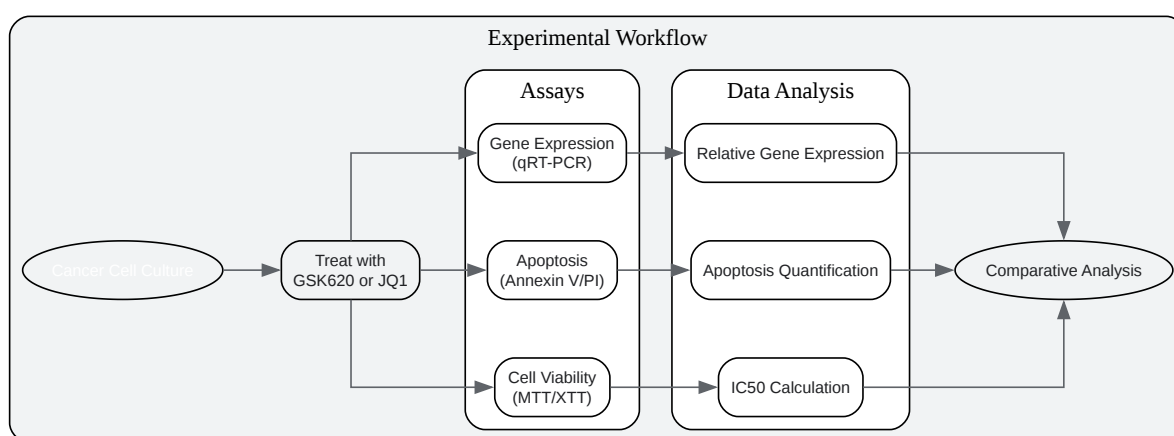 Experimental Workflow
Assays
Data Analysis
Gene Expression
(qRT-PCR)
Relative Gene Expression
Cancer Cell Culture
Treat with
GSK620 or JQ1
Apoptosis
(Annexin V/PI)
Apoptosis Quantification
Comparative Analysis
Cell Viability
(MTT/XTT)
IC50 Calculation